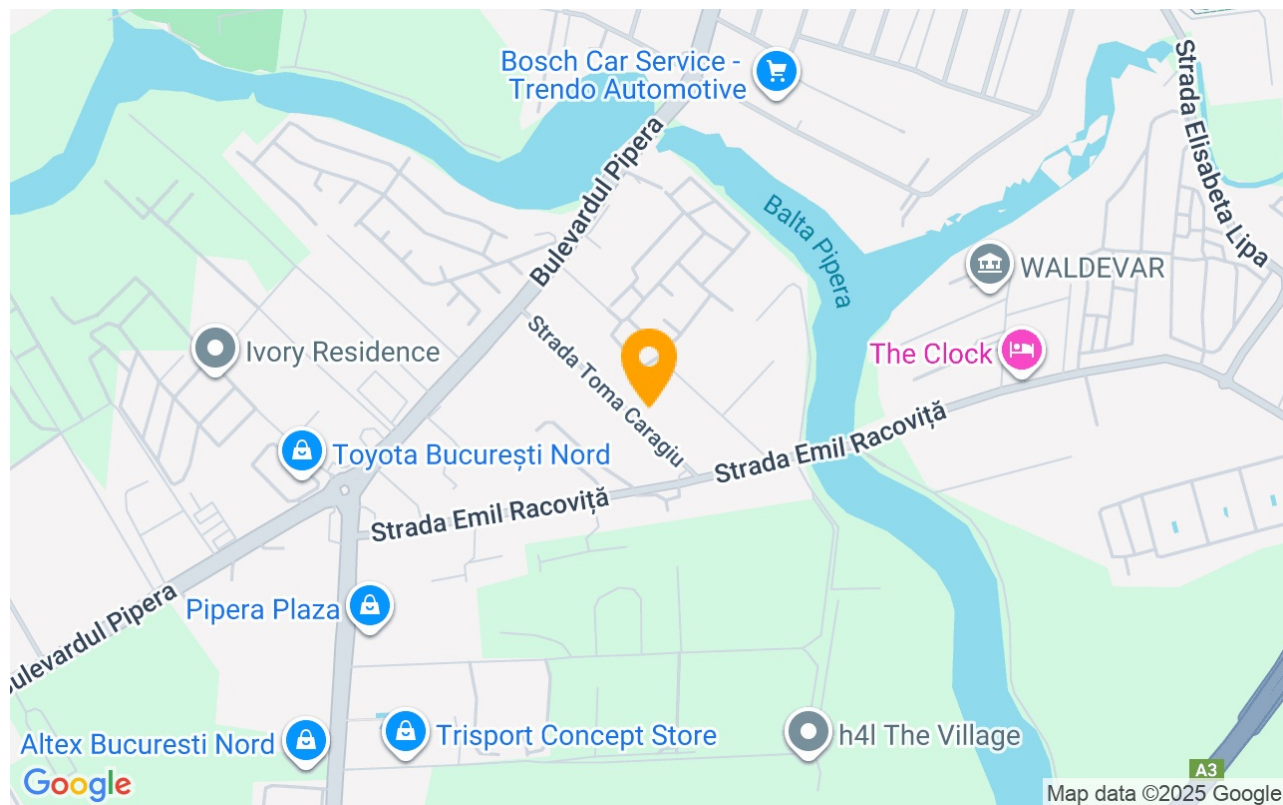 Bosch Car Service -
Trendo Automotive
Strada Elisabeta Lipa
Bulevardul Pipera
Balta Pipera
WALDEVAR
Ivory Residence
Strada Toma Caragiu
The Clock
Strada Emil Racoviță
Toyota București Nord
Strada Emil Racoviță
Pipera Plaza
ulevardul Pipera
Altex Bucuresti Nord
Trisport Concept Store
h4l The Village
A3
Google
Map data ©2025 Google